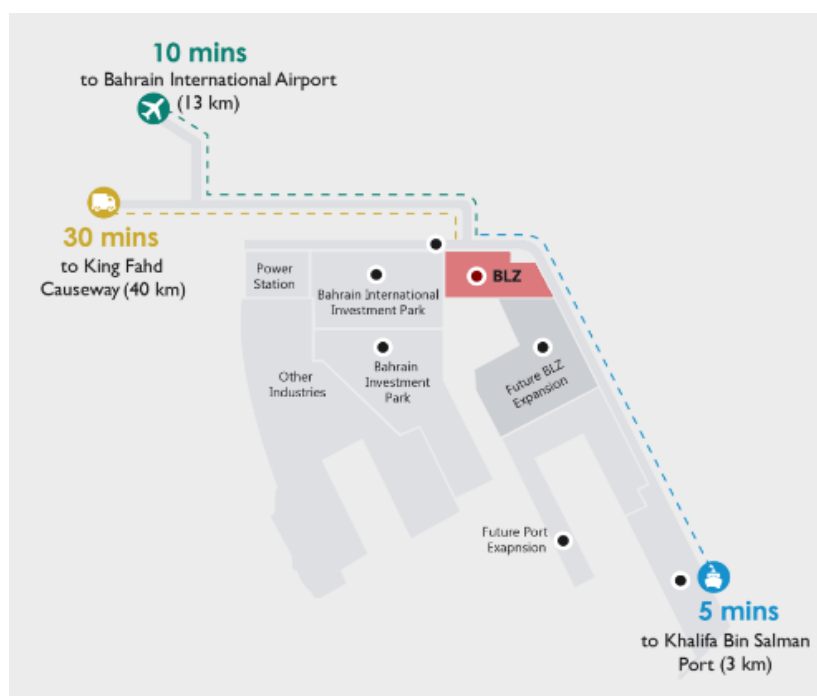 10 mins
to Bahrain International Airport
(13 km)
30 mins
to King Fahd
Causeway (40 km)
Power
Station
Bahrain International
Investment Park
BLZ
Other
Industries
Bahrain
Investment
Park
Future BLZ
Expansion
Future Port
Exapnsion
5 mins
to Khalifa Bin Salman
Port (3 km)